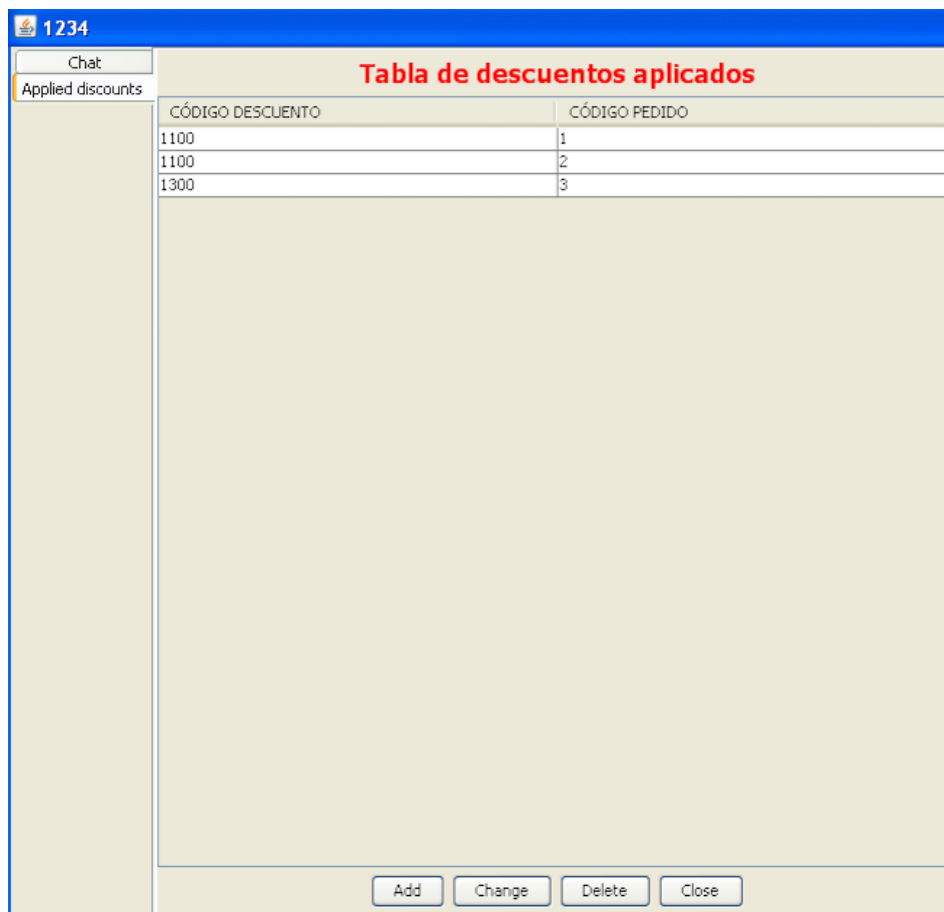 1234
Chat
Applied discounts
Tabla de descuentos aplicados
CÓDIGO DESCUENTO CÓDIGO PEDIDO
1100 1
1100 2
1300 3
Add Change Delete Close